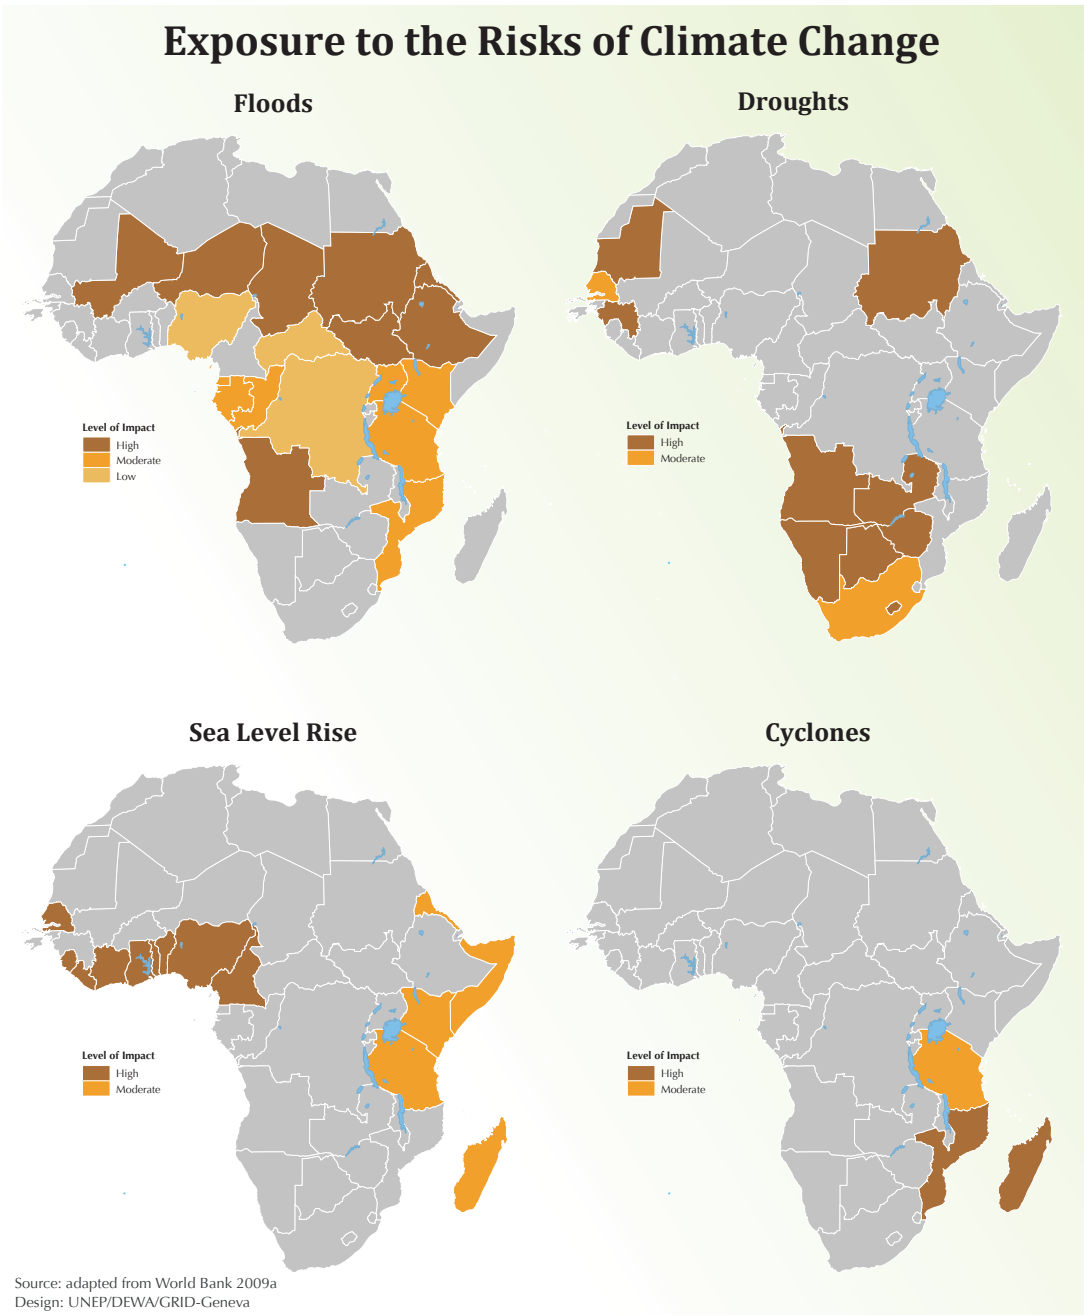 Exposure to the Risks of Climate Change
Floods
Droughts
Level of Impact
High
Moderate
Low
Level of Impact
High
Moderate
Sea Level Rise
Cyclones
Level of Impact
High
Moderate
Level of Impact
High
Moderate
Source: adapted from World Bank 2009a
Design: UNEP/DEWA/GRID-Geneva